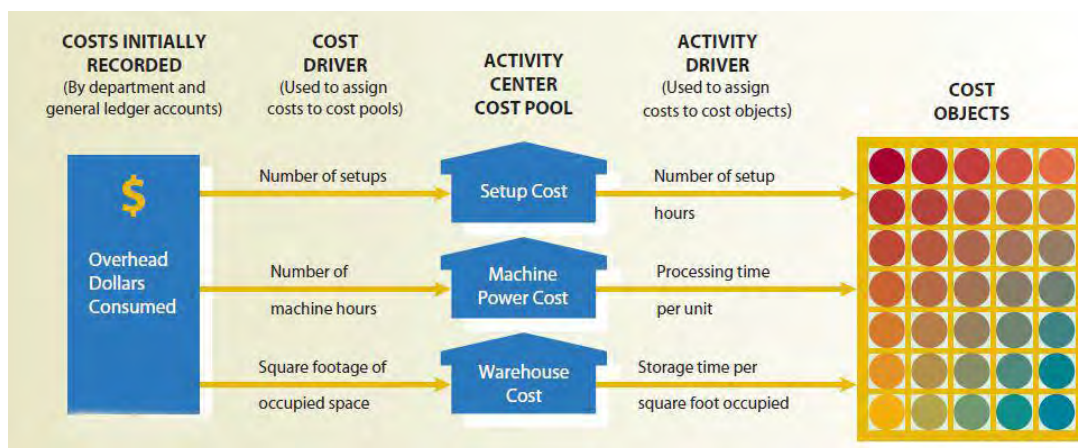 COSTS INITIALLY
RECORDED
(By department and
general ledger accounts)
COST
DRIVER
(Used to assign
costs to cost pools)
ACTIVITY
CENTER
COST POOL
ACTIVITY
DRIVER
(Used to assign
costs to cost objects)
COST
OBJECTS
$
Overhead
Dollars
Consumed
Number of setups
Setup Cost
Number of setup
hours
Number of
machine hours
Machine
Power Cost
Processing time
per unit
Square footage of
occupied space
Warehouse
Cost
Storage time per
square foot occupied